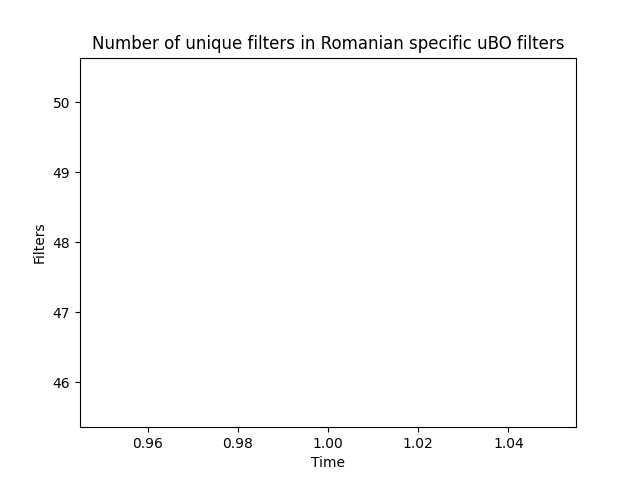 Number of unique filters in Romanian specific uBO filters
50
49
48
47
46
Filters
0.96 0.98 1.00 1.02 1.04
Time